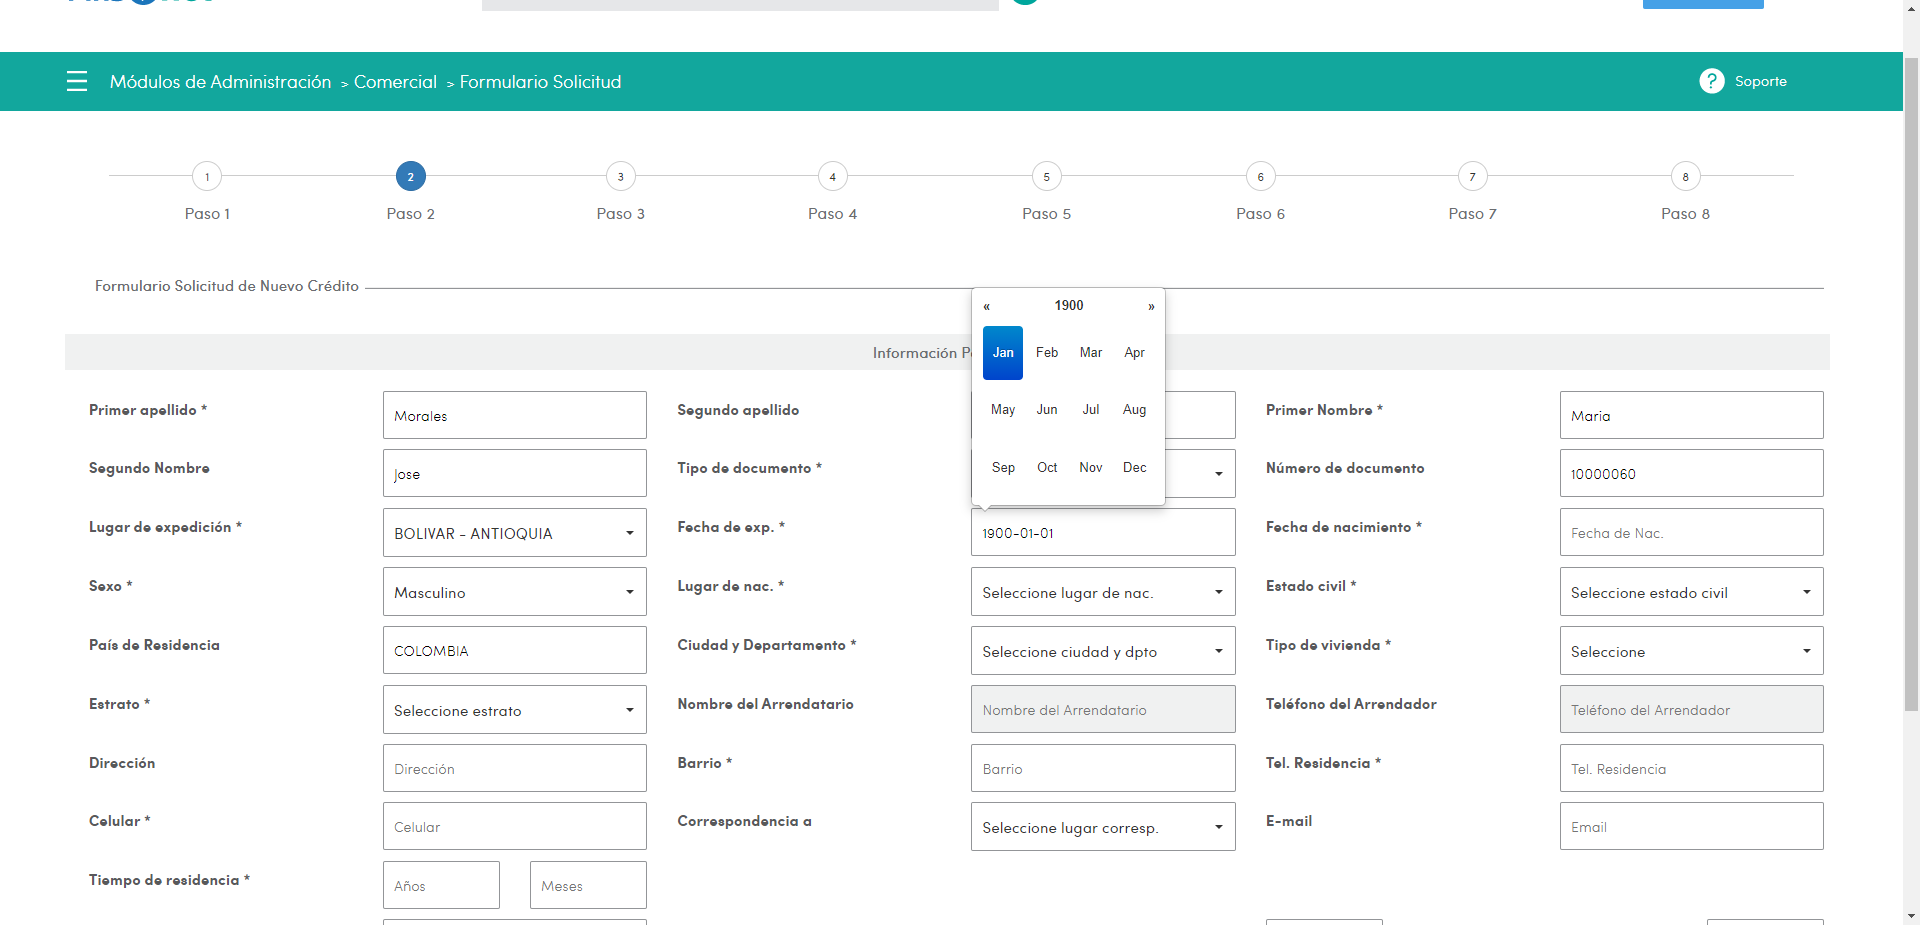 Módulos de Administración > Comercial > Formulario Solicitud
? Soporte
1 2 3 4 5 6 7 8
Paso 1 Paso 2 Paso 3 Paso 4 Paso 5 Paso 6 Paso 7 Paso 8
Formulario Solicitud de Nuevo Crédito
« 1900 »
Jan Feb Mar Apr
May Jun Jul Aug
Sep Oct Nov Dec
Información
Primer apellido * Morales Segundo apellido Primer Nombre * Maria
Segundo Nombre Jose Tipo de documento * Número de documento 10000060
Lugar de expedición * BOLIVAR - ANTIOQUIA Fecha de exp. * 1900-01-01 Fecha de nacimiento * Fecha de Nac.
Sexo * Masculino Lugar de nac. * Seleccione lugar de nac. Estado civil * Seleccione estado civil
País de Residencia COLOMBIA Ciudad y Departamento * Seleccione ciudad y dpto Tipo de vivienda * Seleccione
Estrato * Seleccione estrato Nombre del Arrendatario Nombre del Arrendatario Teléfono del Arrendador Teléfono del Arrendador
Dirección Dirección Barrio * Barrio Tel. Residencia * Tel. Residencia
Celular * Celular Correspondencia a Seleccione lugar corresp. E-mail Email
Tiempo de residencia * Años Meses